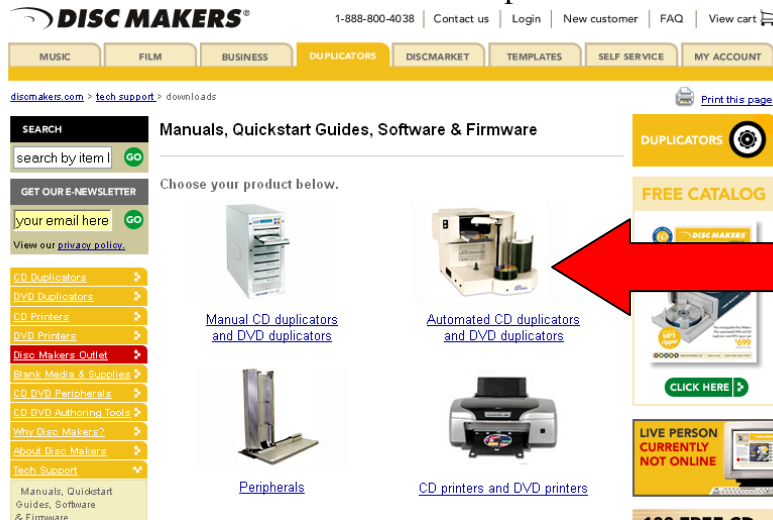 DISC MAKERS®
1-888-800-4038 | Contact us | Login | New customer | FAQ | View cart
MUSIC FILM BUSINESS DUPLICATORS DISCMARKET TEMPLATES SELF SERVICE MY ACCOUNT
discmakers.com > tech support > downloads
Print this page
SEARCH
search by item
GO
GET OUR E-NEWSLETTER
your email here
GO
View our privacy policy.
CD Duplicators
DVD Duplicators
CD Printers
DVD Printers
Disc Makers Outlet
Blank Media & Supplies
CD DVD Peripherals
CD DVD Authoring Tools
Why Disc Makers?
About Disc Makers
Tech Support
Manuals, Quickstart
Guides, Software
& Firmware
Manuals, Quickstart Guides, Software & Firmware
Choose your product below.
Manual CD duplicators
and DVD duplicators
Automated CD duplicators
and DVD duplicators
Peripherals
CD printers and DVD printers
DUPLICATORS
FREE CATALOG
DISC MAKERS
MP3
ripper
$699
CLICK HERE
LIVE PERSON
CURRENTLY
NOT ONLINE